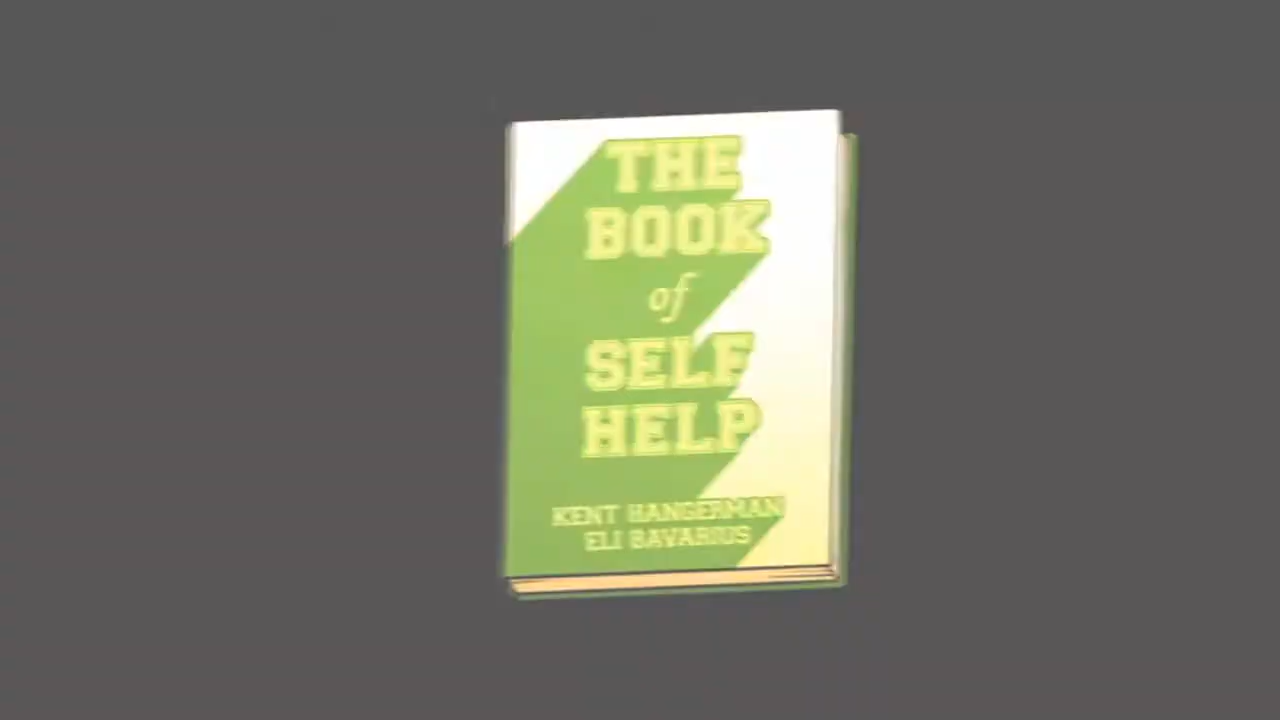 THE
BOOK
of
SELF
HELP
KENT HANGERMAN
ELI BAVARIUS